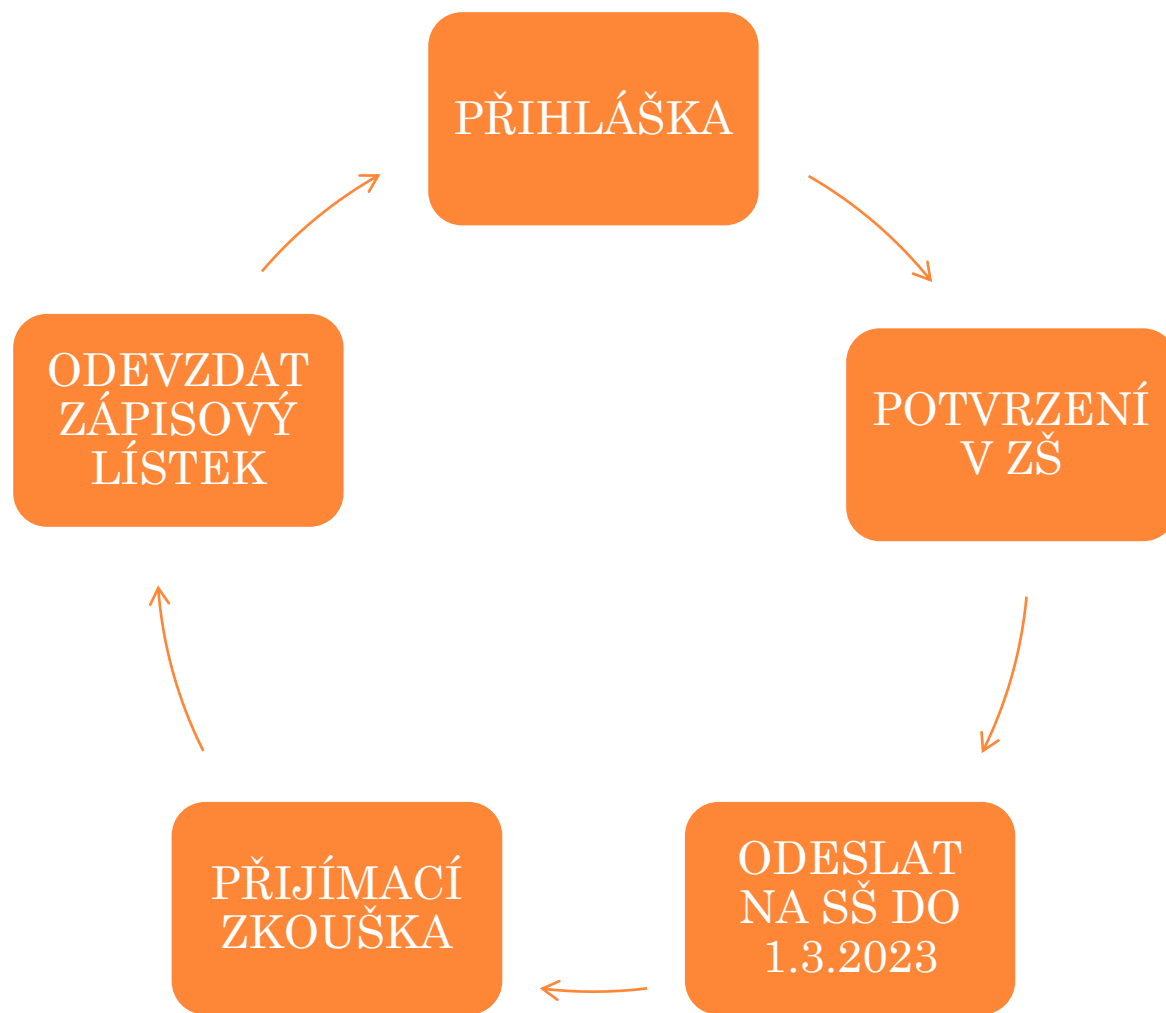 PŘIHLÁŠKA
POTVRZENÍ
V ZŠ
ODESLAT
NA SŠ DO
1.3.2023
PŘIJÍMACÍ
ZKOUŠKA
ODEVZDAT
ZÁPISOVÝ
LÍSTEK